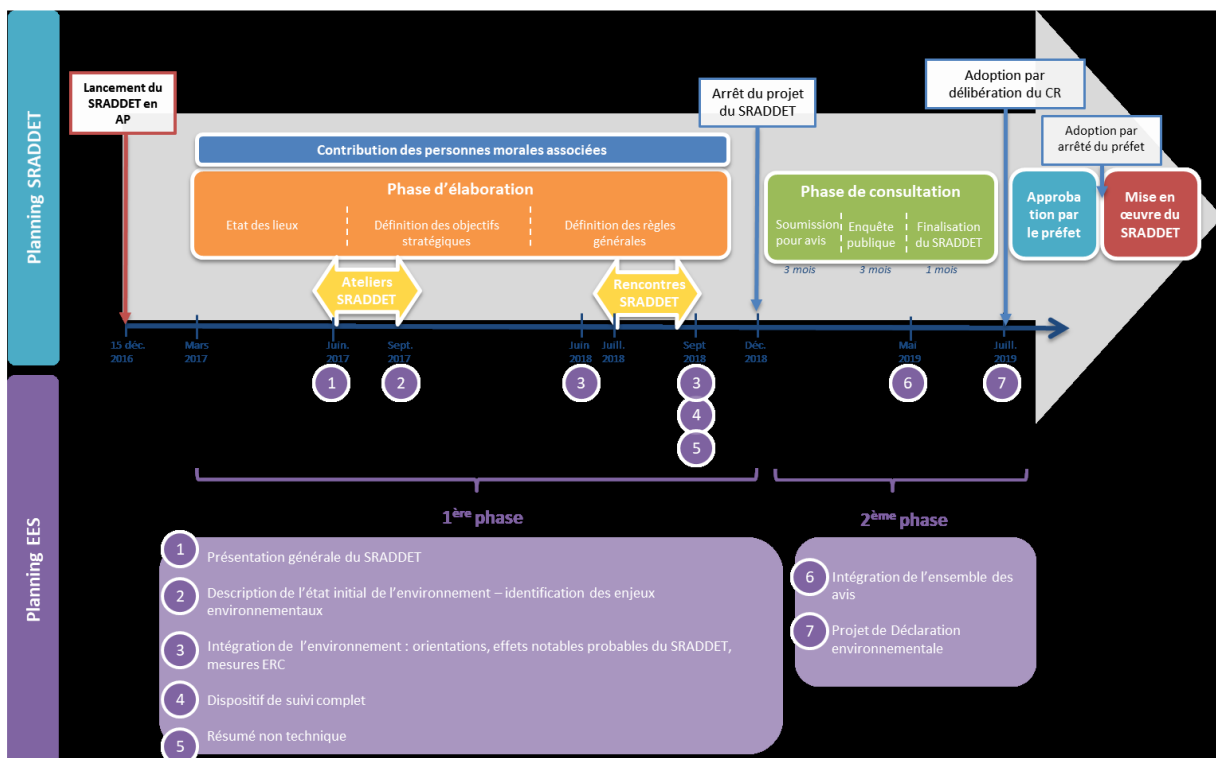 Planning SRADDET
Lancement du
SRADDET en
AP
Arrêt du projet
du SRADDET
Adoption par
délibération du CR
Adoption par
arrêté du préfet
Contribution des personnes morales associées
Phase d’élaboration
Etat des lieux
Définition des objectifs
stratégiques
Définition des règles
générales
Phase de consultation
Soumission
pour avis
Enquête
publique
Finalisation
du SRADDET
3 mois
3 mois
1 mois
Approba
tion par
le préfet
Mise en
œuvre du
SRADDET
Ateliers
SRADDET
Rencontres
SRADDET
15 déc.
2016
Mars
2017
Juin.
2017
Sept.
2017
Juin
2018
Juill.
2018
Sept
2018
Déc.
2018
Mai
2019
Juill.
2019
1
2
3
3
4
5
6
7
Planning EES
1ère phase
2ème phase
1 Présentation générale du SRADDET
2 Description de l’état initial de l’environnement – identification des enjeux
environnementaux
3 Intégration de l’environnement : orientations, effets notables probables du SRADDET,
mesures ERC
4 Dispositif de suivi complet
5 Résumé non technique
6 Intégration de l’ensemble des
avis
7 Projet de Déclaration
environnementale